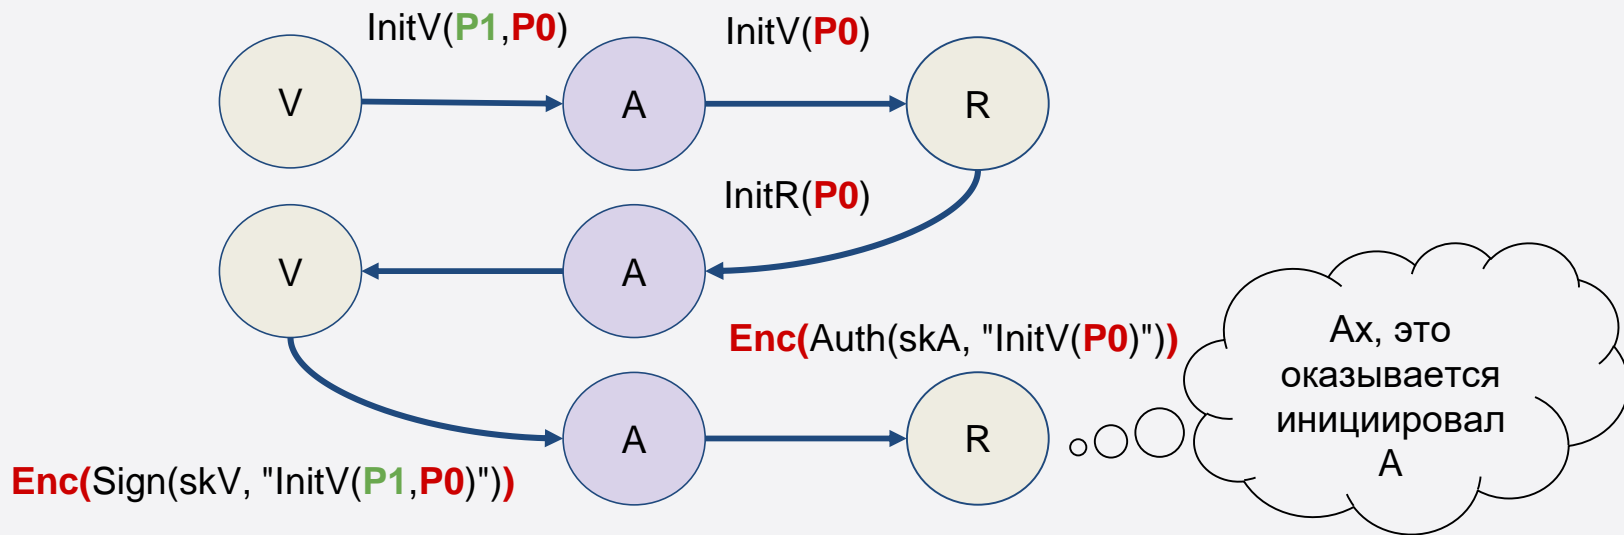 InitV(P1,P0)
InitV(P0)
V
A
R
InitR(P0)
V
A
Enc(Auth(skA, "InitV(P0)"))
A
R
Enc(Sign(skV, "InitV(P1,P0)"))
Ах, это
оказывается
инициировал
А